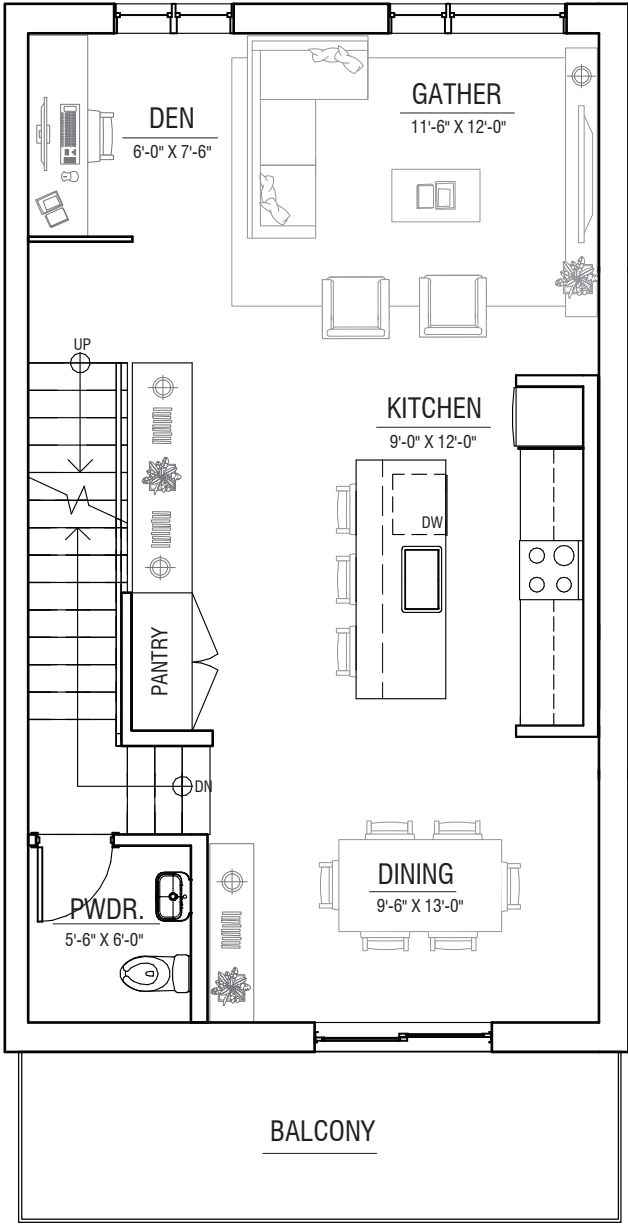 DEN
6'-0" X 7'-6"
GATHER
11'-6" X 12'-0"
UP
KITCHEN
9'-0" X 12'-0"
DW
PANTRY
DN
DINING
9'-6" X 13'-0"
PWDR.
5'-6" X 6'-0"
BALCONY